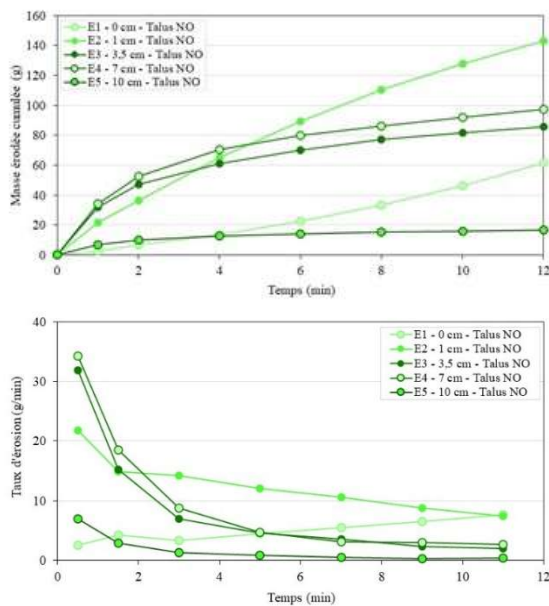 160
140
120
100
80
60
40
20
0
Masse érodée cumulée (g)
E1 - 0 cm - Talus NO
E2 - 1 cm - Talus NO
E3 - 3,5 cm - Talus NO
E4 - 7 cm - Talus NO
E5 - 10 cm - Talus NO
0 2 4 6 8 10 12
Temps (min)
40
30
20
10
0
Taux d'érosion (g/min)
E1 - 0 cm - Talus NO
E2 - 1 cm - Talus NO
E3 - 3,5 cm - Talus NO
E4 - 7 cm - Talus NO
E5 - 10 cm - Talus NO
0 2 4 6 8 10 12
Temps (min)